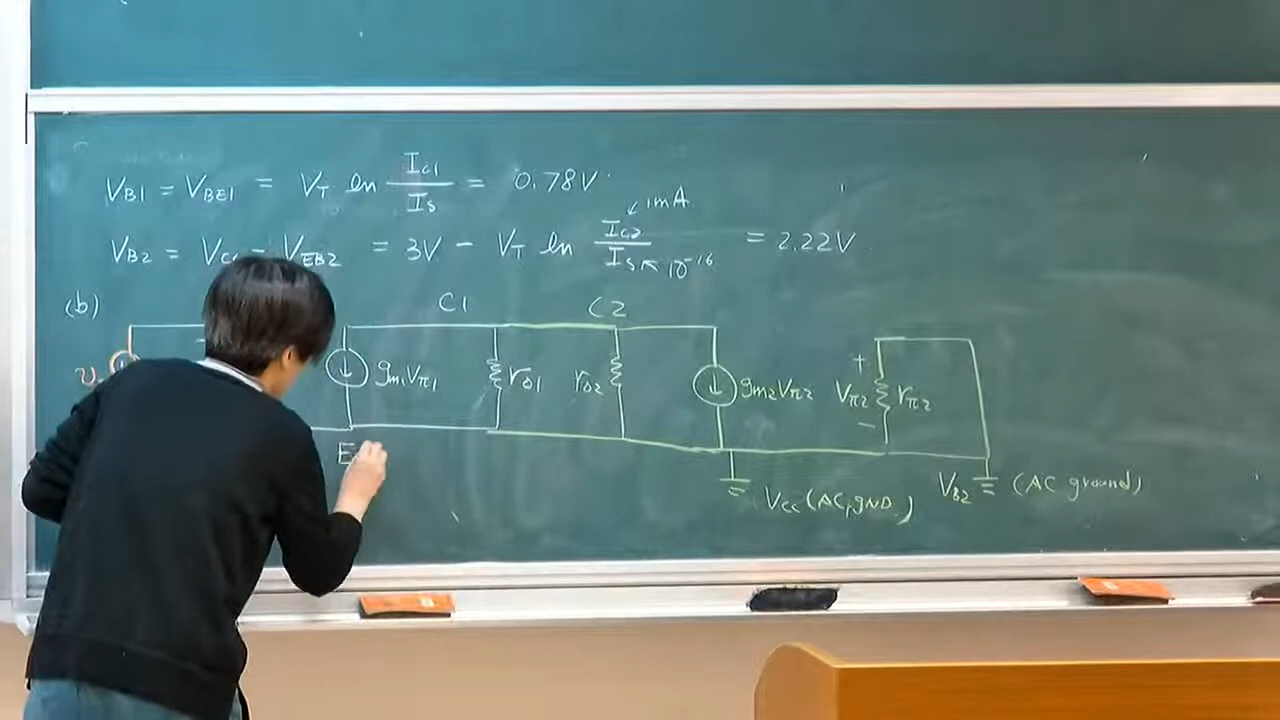 V_B1 = V_BE1 = V_T ln I_C1 / I_S = 0.78V
1mA
V_B2 = V_CC - V_EB2 = 3V - V_T ln I_C2 / I_S = 2.22V
10^-16
(b) C1 C2
g_m1 V_π1 r_o1 r_o2 g_m2 V_π2 + V_π2 - r_π2
E
V_CC (AC, GND.) V_B2 (AC ground)